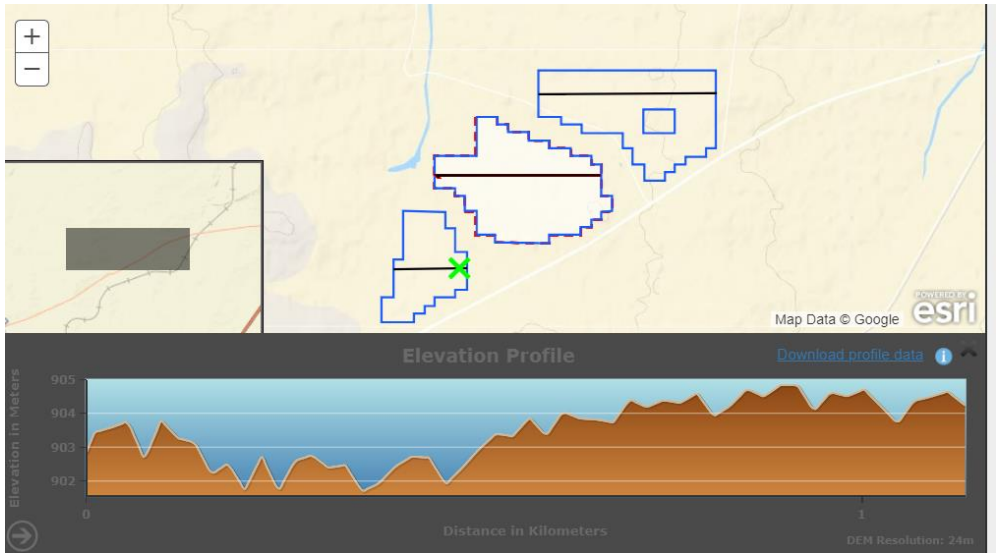 +
−
Map Data © Google
POWERED BY
esri
Elevation Profile
Download profile data
Elevation in Meters
905
904
903
902
0
1
Distance in Kilometers
DEM Resolution: 24m